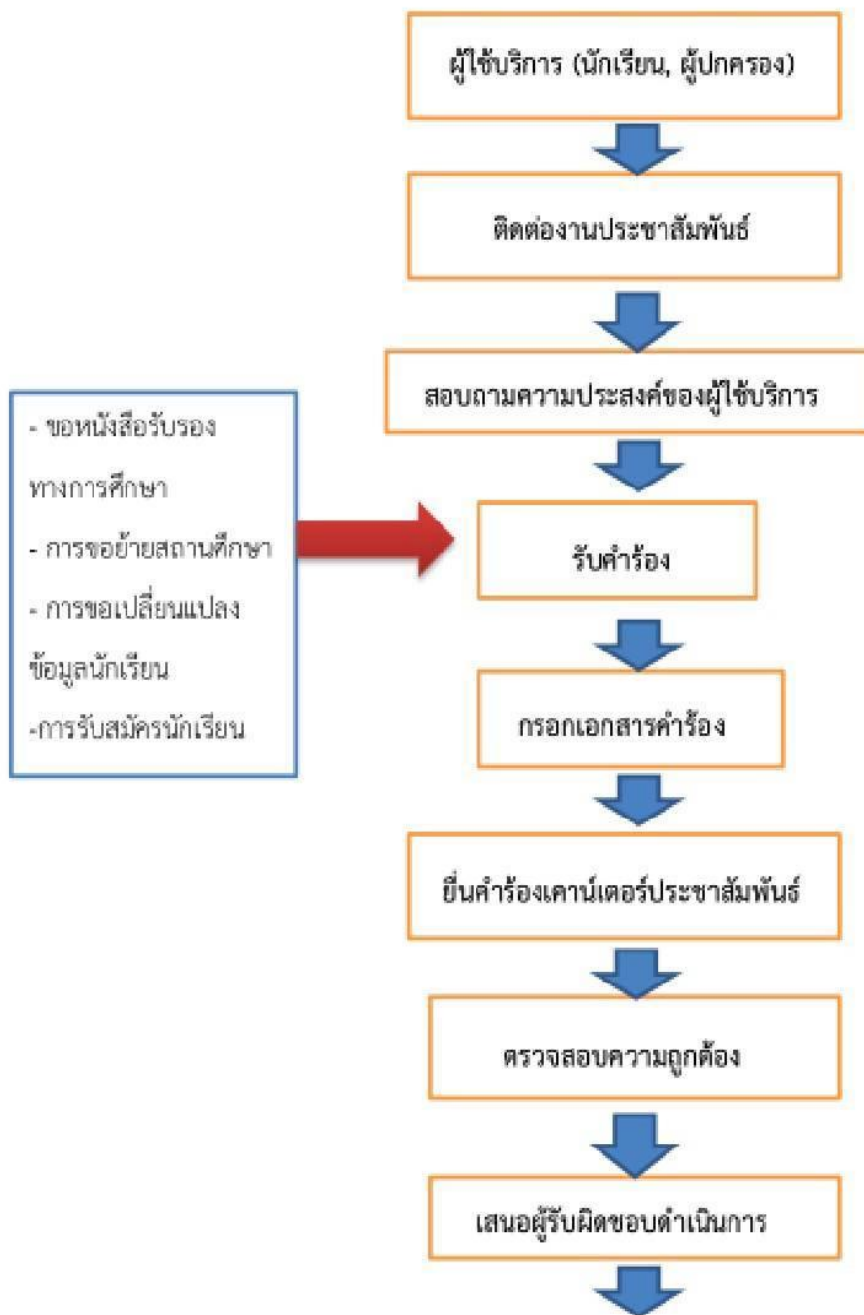 ผู้ใช้บริการ (นักเรียน, ผู้ปกครอง)
ติดต่องานประชาสัมพันธ์
สอบถามความประสงค์ของผู้ใช้บริการ
- ขอหนังสือรับรอง
ทางการศึกษา
- การขอย้ายสถานศึกษา
- การขอเปลี่ยนแปลง
ข้อมูลนักเรียน
-การรับสมัครนักเรียน
รับคำร้อง
กรอกเอกสารคำร้อง
ยื่นคำร้องเคาน์เตอร์ประชาสัมพันธ์
ตรวจสอบความถูกต้อง
เสนอผู้รับผิดชอบดำเนินการ